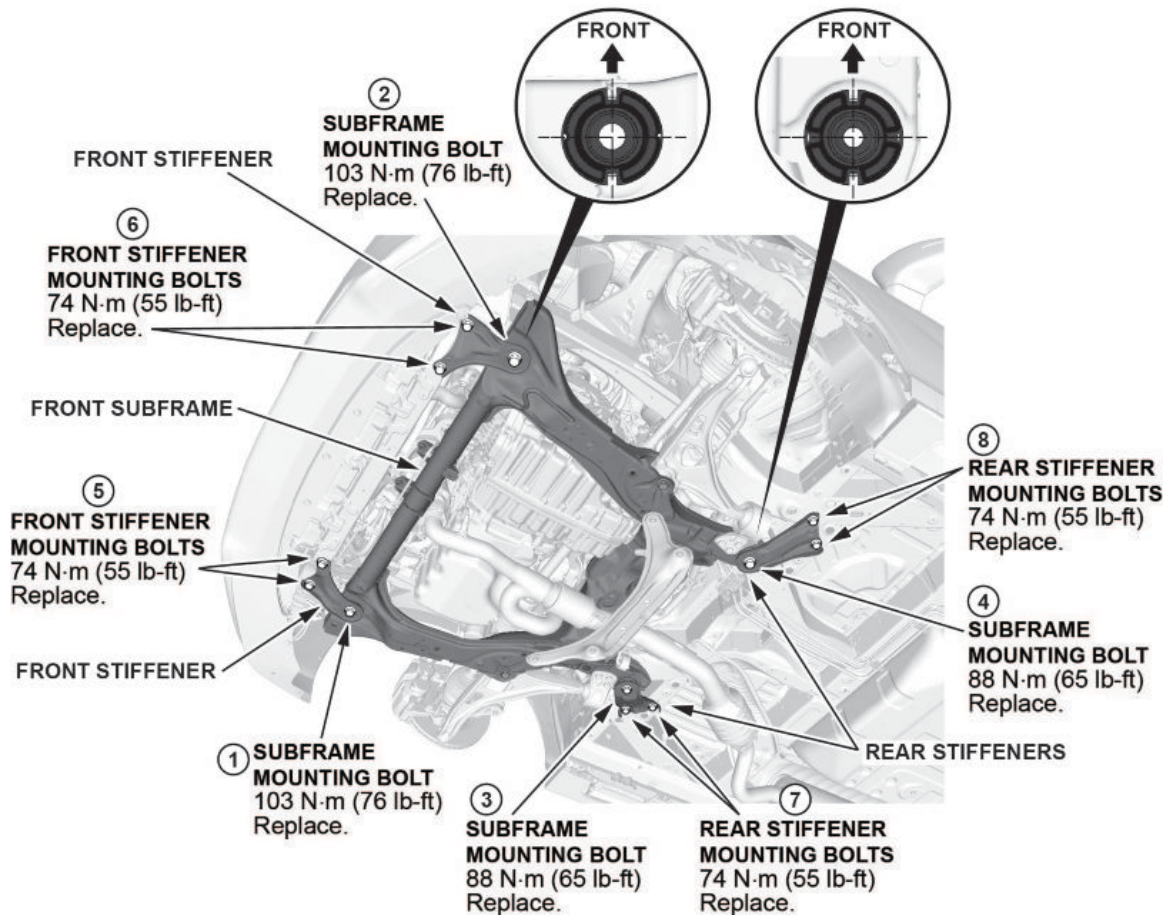 FRONT
FRONT
2
SUBFRAME
MOUNTING BOLT
103 N·m (76 lb-ft)
Replace.
FRONT STIFFENER
6
FRONT STIFFENER
MOUNTING BOLTS
74 N·m (55 lb-ft)
Replace.
FRONT SUBFRAME
5
FRONT STIFFENER
MOUNTING BOLTS
74 N·m (55 lb-ft)
Replace.
FRONT STIFFENER
1
SUBFRAME
MOUNTING BOLT
103 N·m (76 lb-ft)
Replace.
3
SUBFRAME
MOUNTING BOLT
88 N·m (65 lb-ft)
Replace.
7
REAR STIFFENER
MOUNTING BOLTS
74 N·m (55 lb-ft)
Replace.
8
REAR STIFFENER
MOUNTING BOLTS
74 N·m (55 lb-ft)
Replace.
4
SUBFRAME
MOUNTING BOLT
88 N·m (65 lb-ft)
Replace.
REAR STIFFENERS